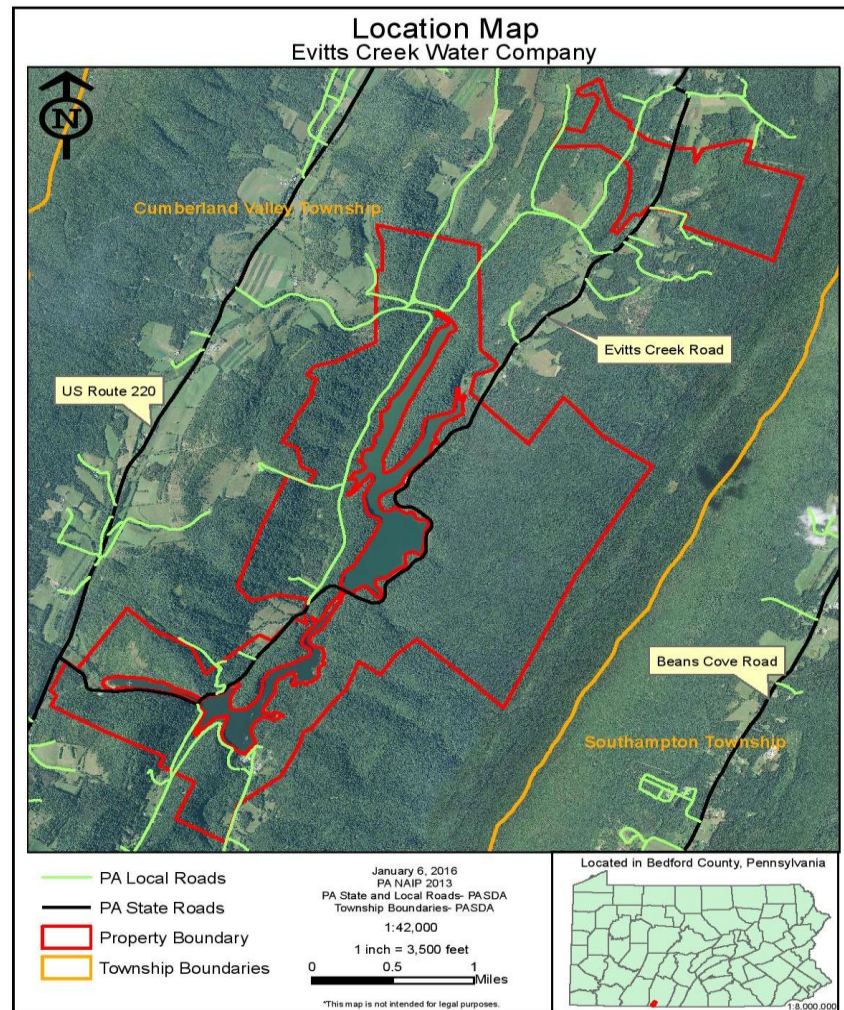 Location Map
Evitts Creek Water Company
N
Cumberland Valley Township
Evitts Creek Road
US Route 220
Beans Cove Road
Southampton Township
PA Local Roads
PA State Roads
Property Boundary
Township Boundaries
January 6, 2016
PA NAIP 2013
PA State and Local Roads- PASDA
Township Boundaries- PASDA
1:42,000
1 inch = 3,500 feet
0 0.5 1
Miles
*This map is not intended for legal purposes.
Located in Bedford County, Pennsylvania
1:8,000,000